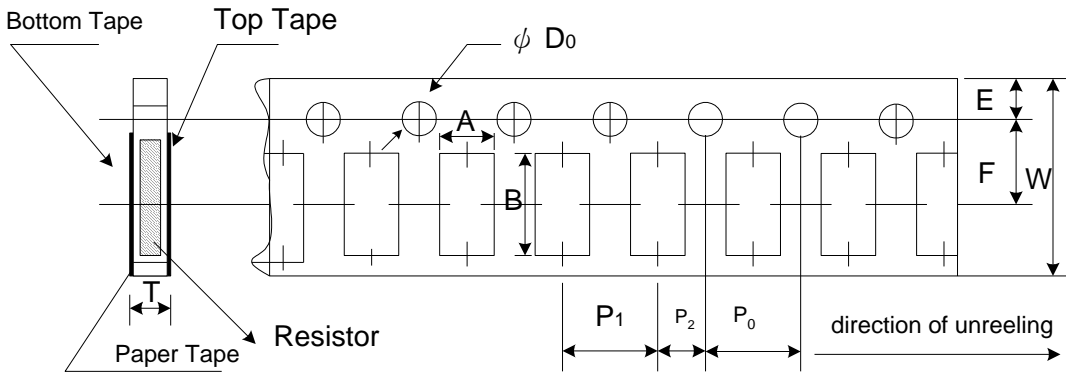 Bottom Tape
Top Tape
φ D0
E
A
F
W
B
T
P1
P2
P0
Resistor
direction of unreeling
Paper Tape